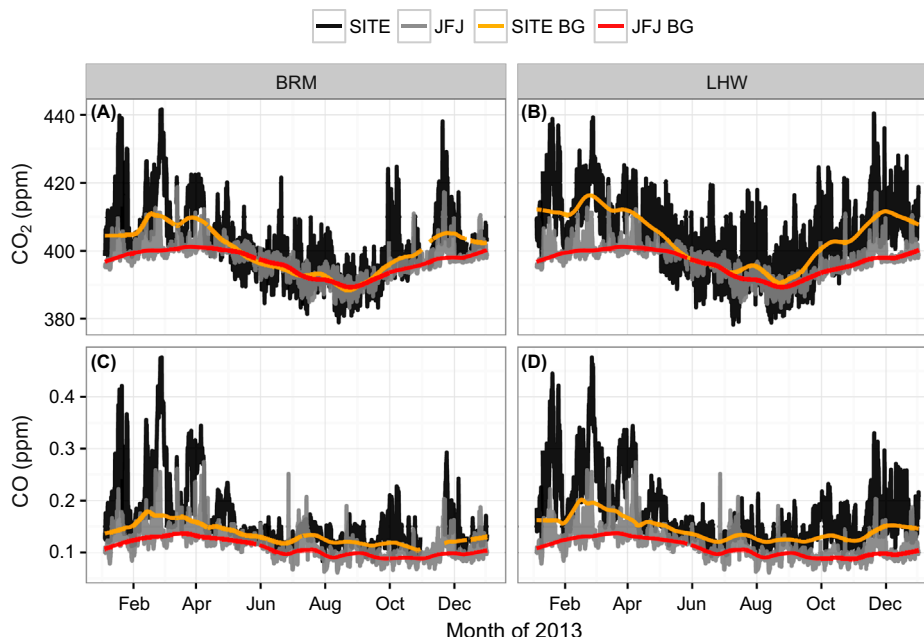 SITE JFJ SITE BG JFJ BG
BRM LHW
(A) (B)
440
420
400
380
CO₂ (ppm)
(C) (D)
0.4
0.3
0.2
0.1
CO (ppm)
Feb Apr Jun Aug Oct Dec Feb Apr Jun Aug Oct Dec
Month of 2013